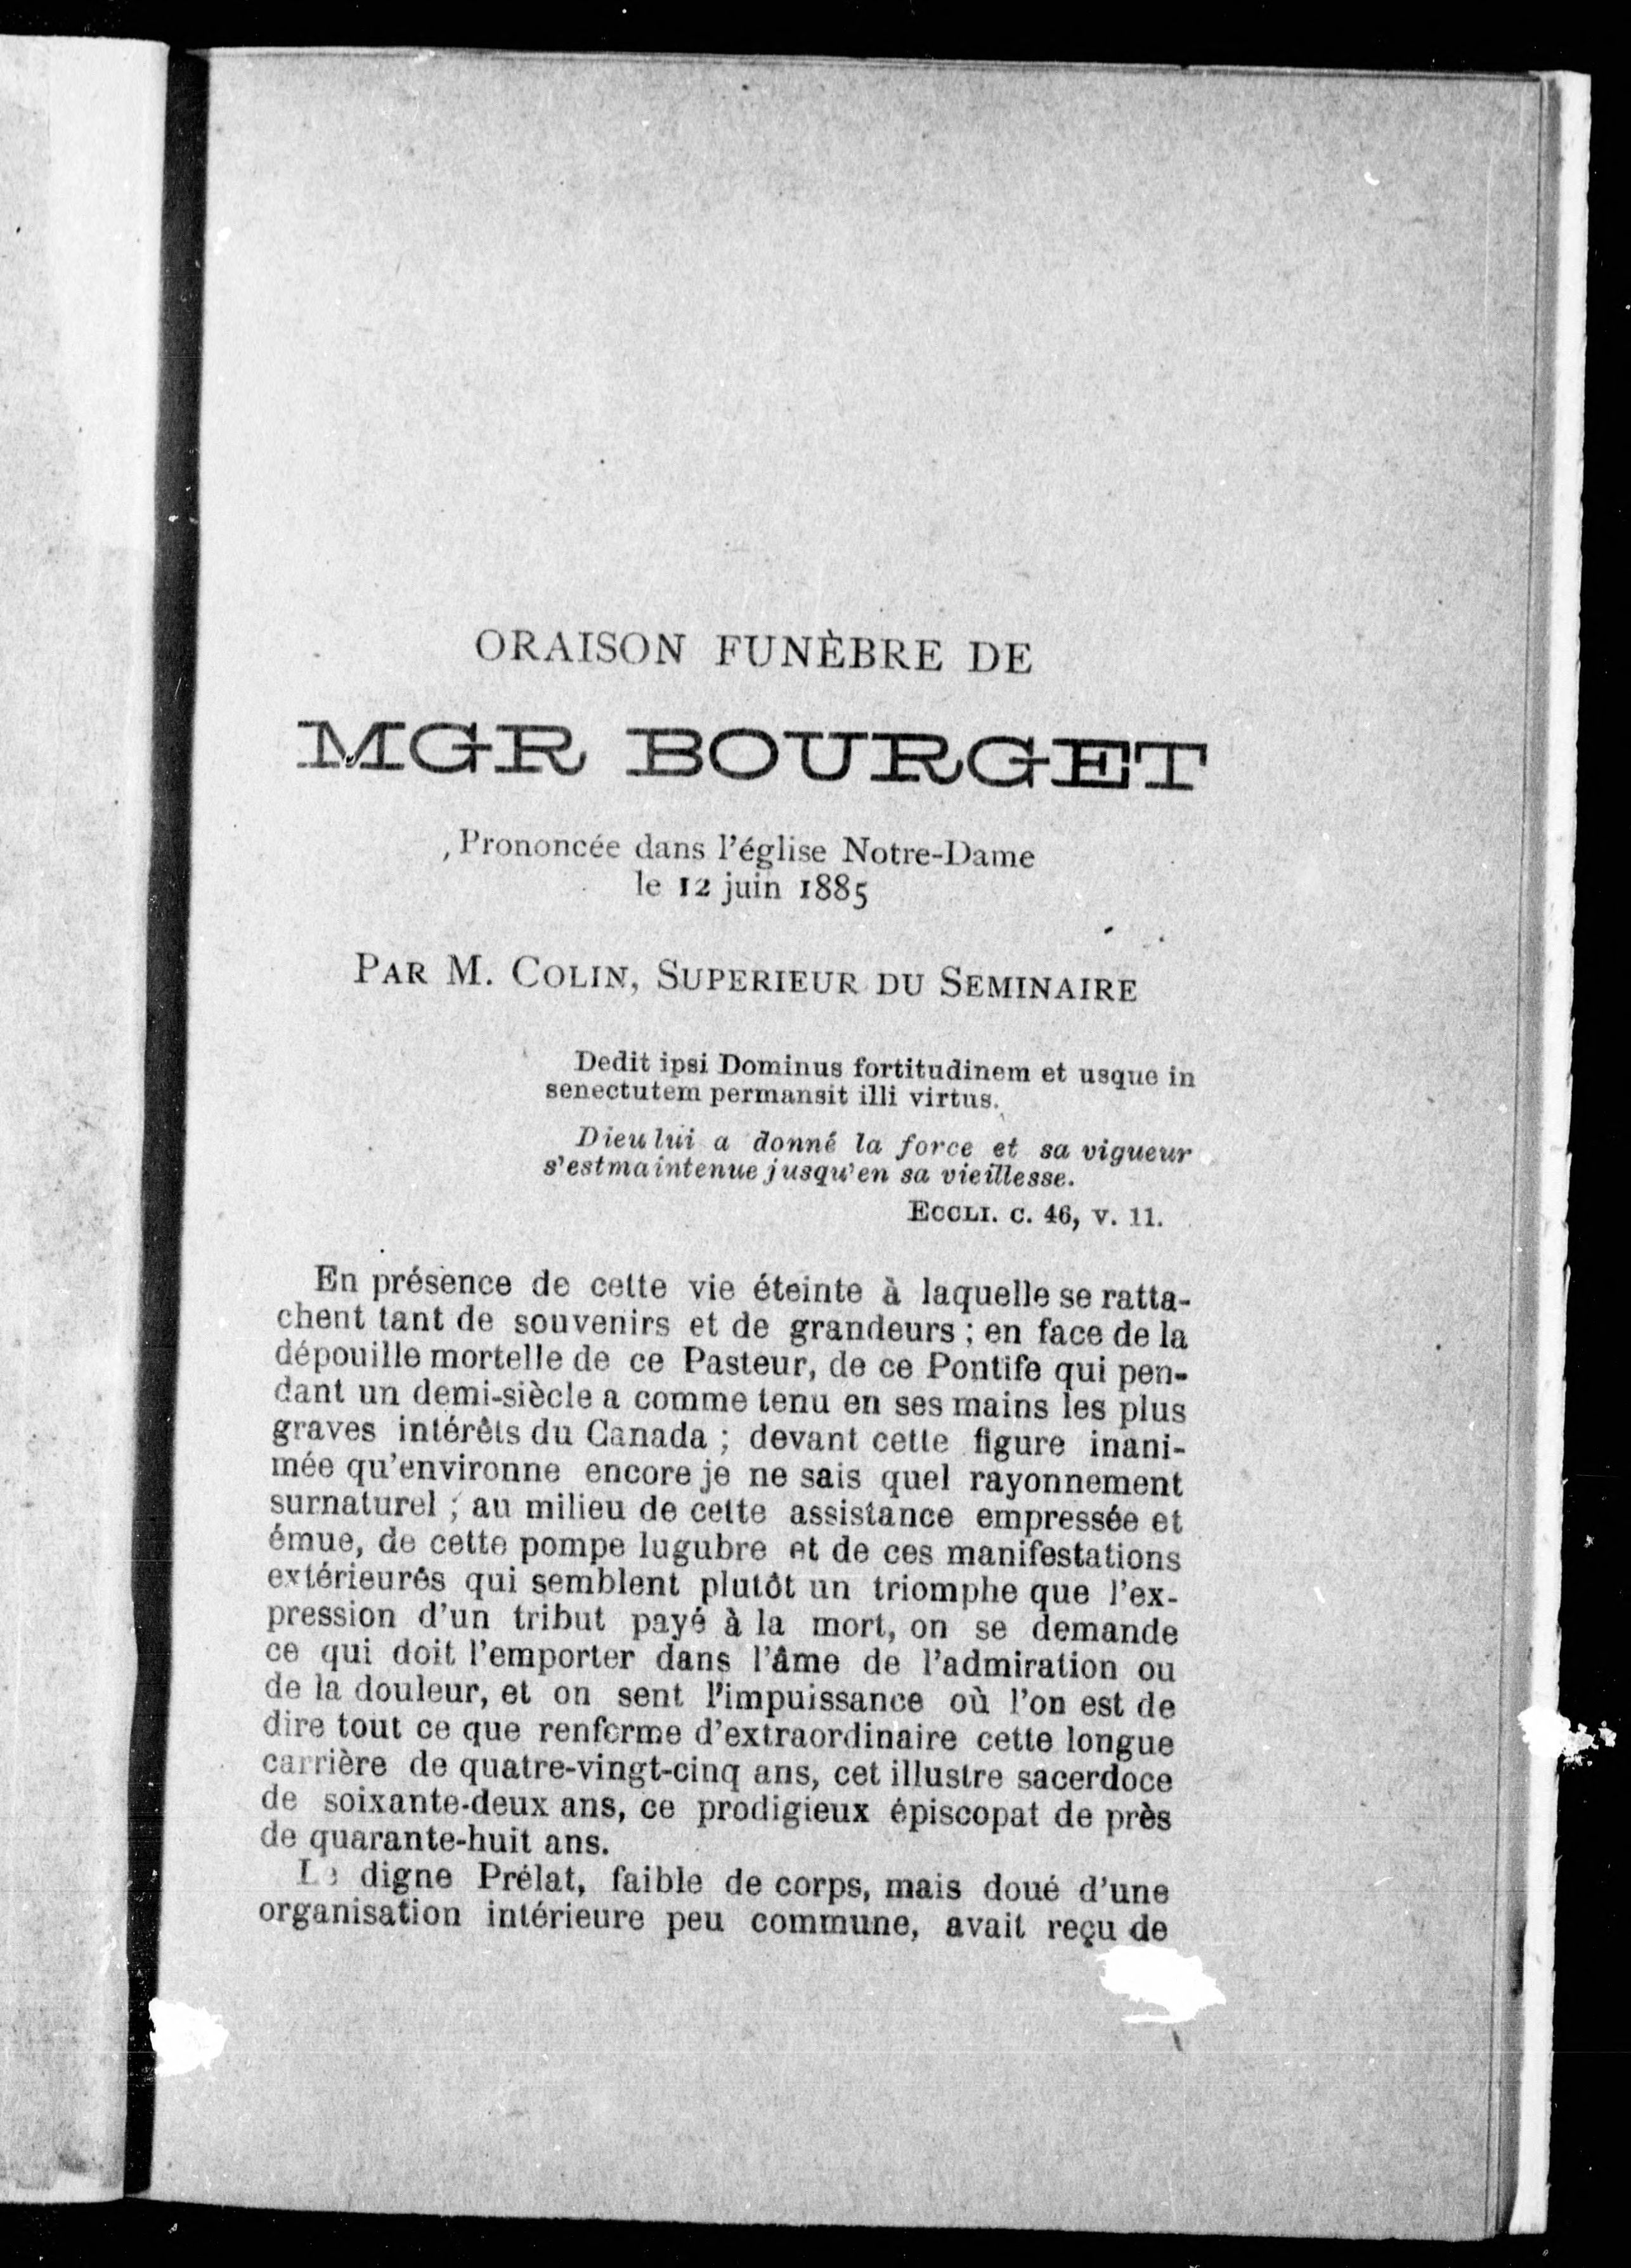 ORAISON FUNÈBRE DE
MGR BOURGET
Prononcée dans l'église Notre-Dame
le 12 juin 1885
PAR M. COLIN, SUPERIEUR DU SEMINAIRE
Dedit ipsi Dominus fortitudinem et usque in
senectutem permansit illi virtus.
Dieu lui a donné la force et sa vigueur
s'est maintenue jusqu'en sa vieillesse.
ECCLI. C. 46, V. 11.
En présence de cette vie éteinte à laquelle se ratta-
chent tant de souvenirs et de grandeurs ; en face de la
dépouille mortelle de ce Pasteur, de ce Pontife qui pen-
dant un demi-siècle a comme tenu en ses mains les plus
graves intérêts du Canada ; devant cette figure inani-
mée qu'environne encore je ne sais quel rayonnement
surnaturel ; au milieu de cette assistance empressée et
émue, de cette pompe lugubre et de ces manifestations
extérieurês qui semblent plutôt un triomphe que l'ex-
pression d'un tribut payé à la mort, on se demande
ce qui doit l'emporter dans l'âme de l'admiration ou
de la douleur, et on sent l'impuissance où l'on est de
dire tout ce que renferme d'extraordinaire cette longue
carrière de quatre-vingt-cinq ans, cet illustre sacerdoce
de soixante-deux ans, ce prodigieux épiscopat de près
de quarante-huit ans.
Le digne Prélat, faible de corps, mais doué d'une
organisation intérieure peu commune, avait reçu de